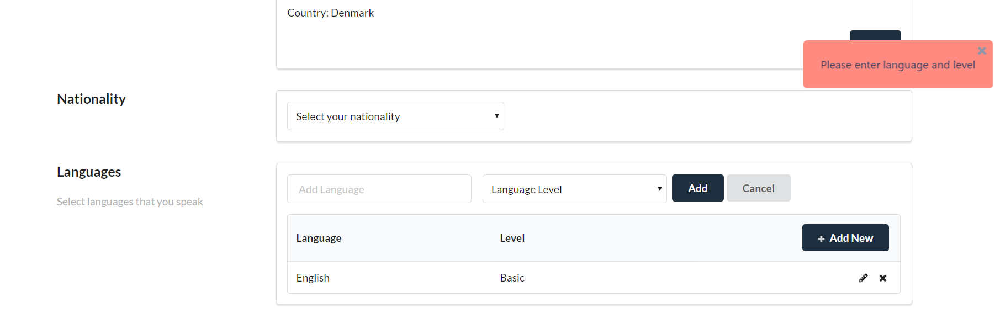 Country: Denmark
Please enter language and level
Nationality
Select your nationality
Languages
Select languages that you speak
Add Language
Language Level
Add
Cancel
Language Level
+ Add New
English Basic